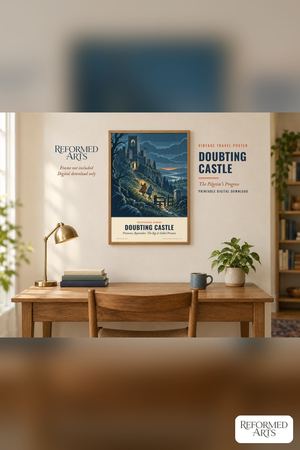 REFORMED
ARTS
Frame not included
Digital download only
DOUBTING CASTLE
VINTAGE TRAVEL POSTER
DOUBTING
CASTLE
The Pilgrim's Progress
PRINTABLE DIGITAL DOWNLOAD
REFORMED
ARTS